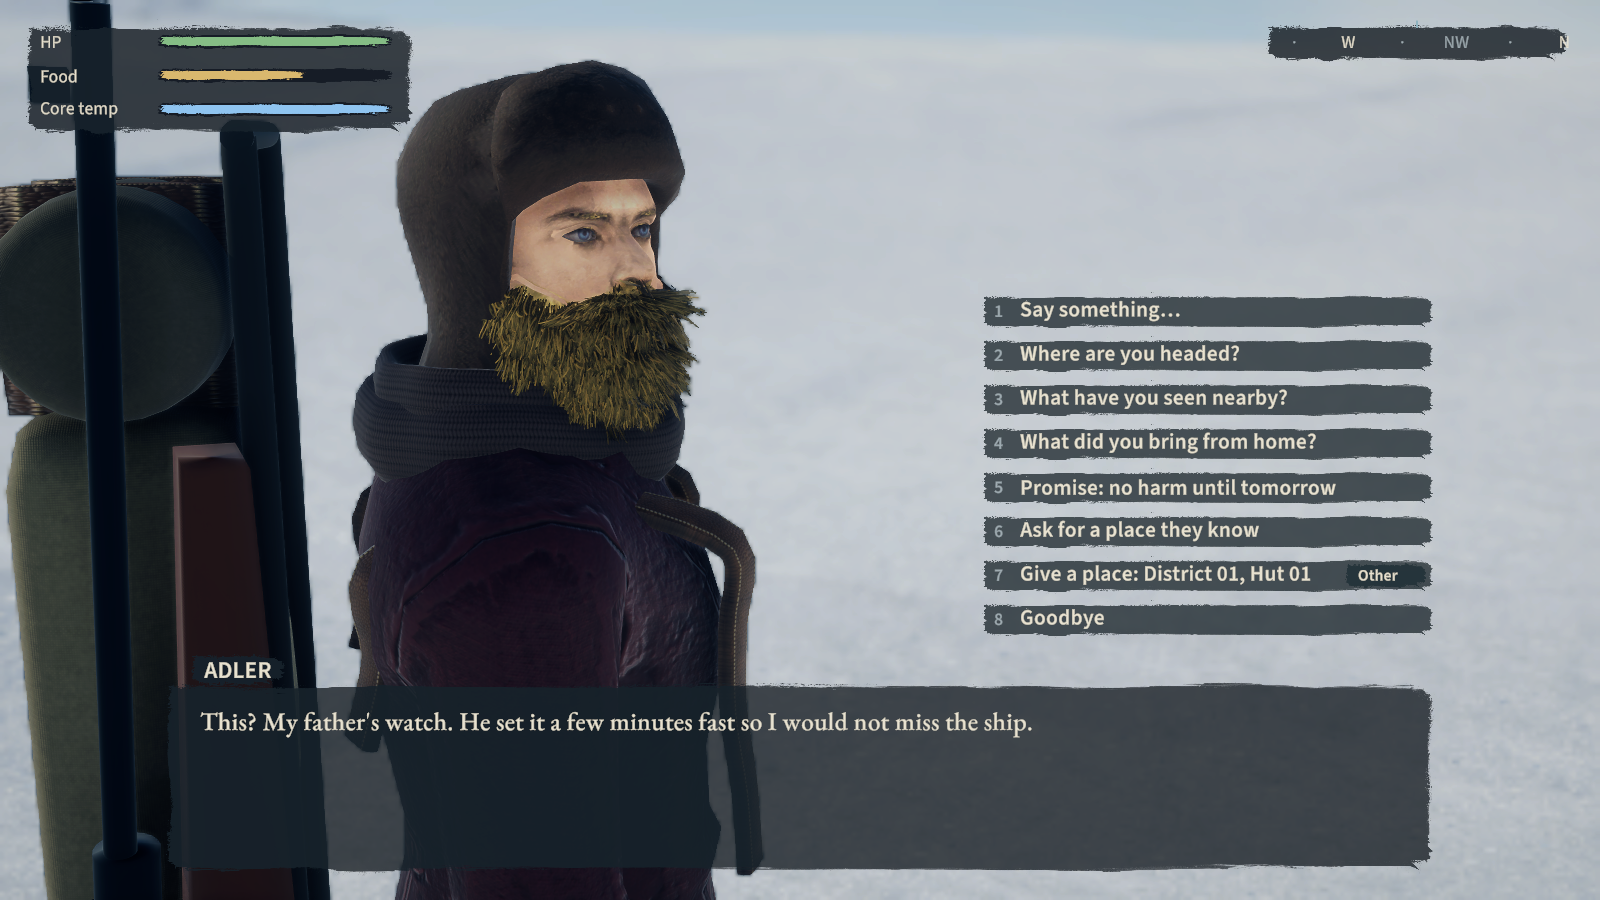 HP
Food
Core temp
· W · NW · N
1 Say something...
2 Where are you headed?
3 What have you seen nearby?
4 What did you bring from home?
5 Promise: no harm until tomorrow
6 Ask for a place they know
7 Give a place: District 01, Hut 01 Other
8 Goodbye
ADLER
This? My father's watch. He set it a few minutes fast so I would not miss the ship.